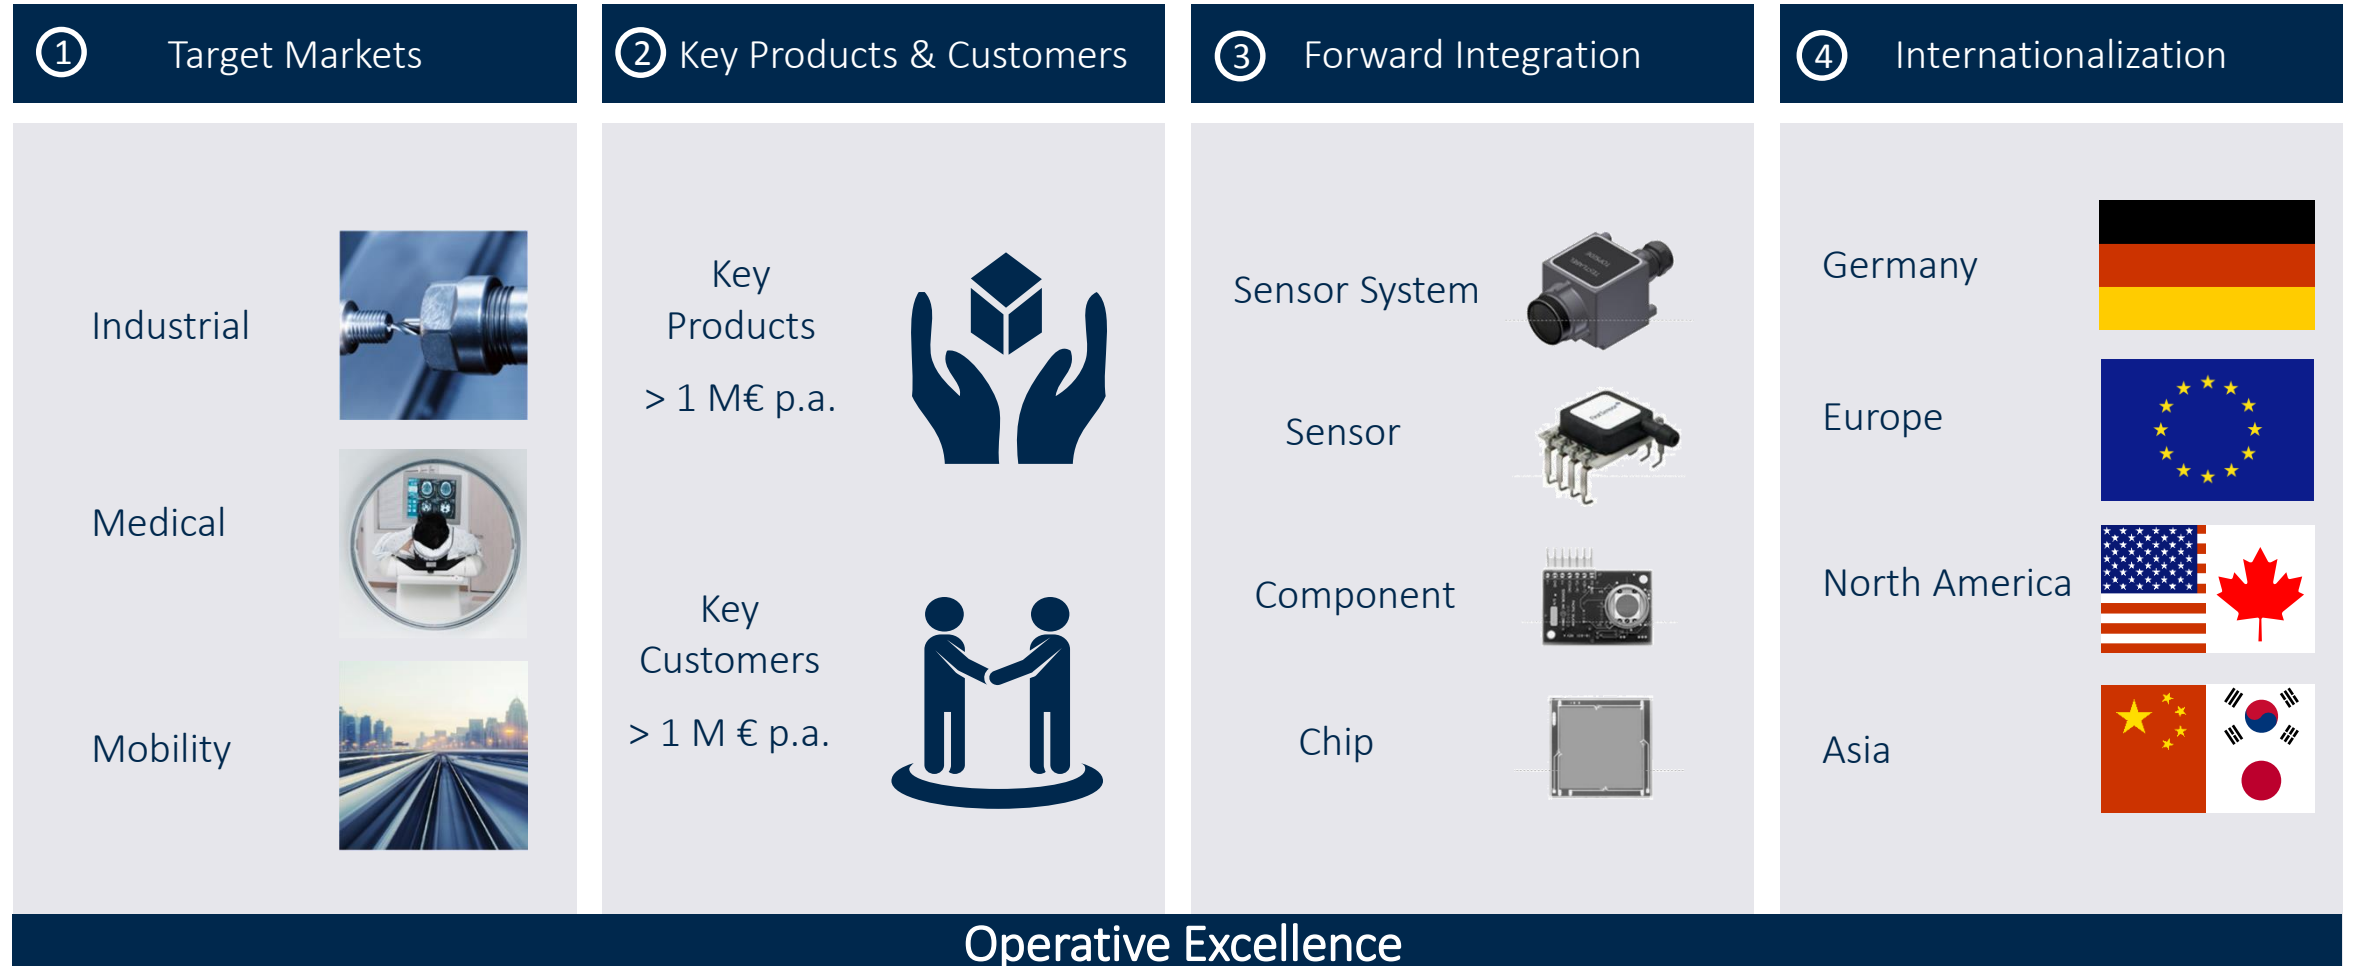 1 Target Markets
2 Key Products & Customers
3 Forward Integration
4 Internationalization
Industrial
Medical
Mobility
Key
Products
> 1 M€ p.a.
Key
Customers
> 1 M € p.a.
Sensor System
Sensor
Component
Chip
Germany
Europe
North America
Asia
Operative Excellence